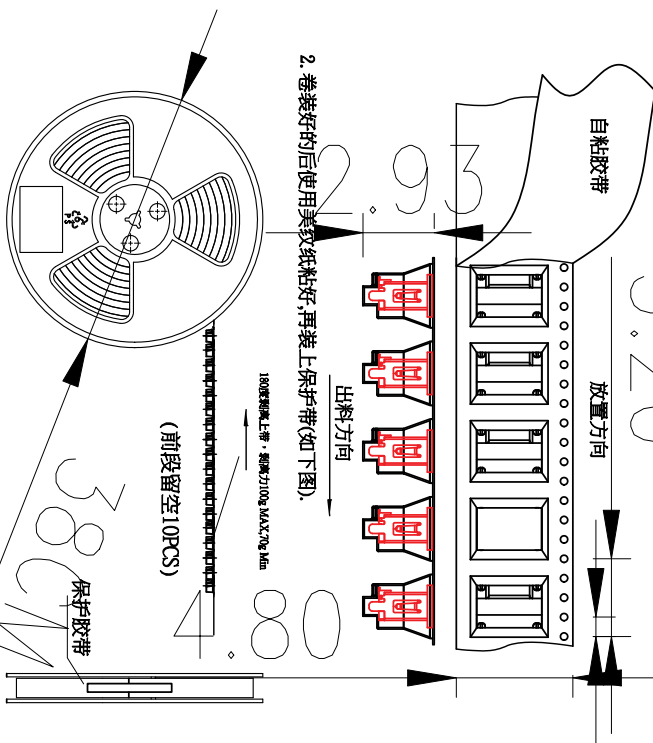 自粘胶带
放置方向
2.93
2. 卷装好的后使用美纹纸粘好,再装上保护带(如下图).
出料方向
180度剥离上带，剥离力100g MAX,70g Min
(前段留空10PCS)
4.80
38CM
保护胶带